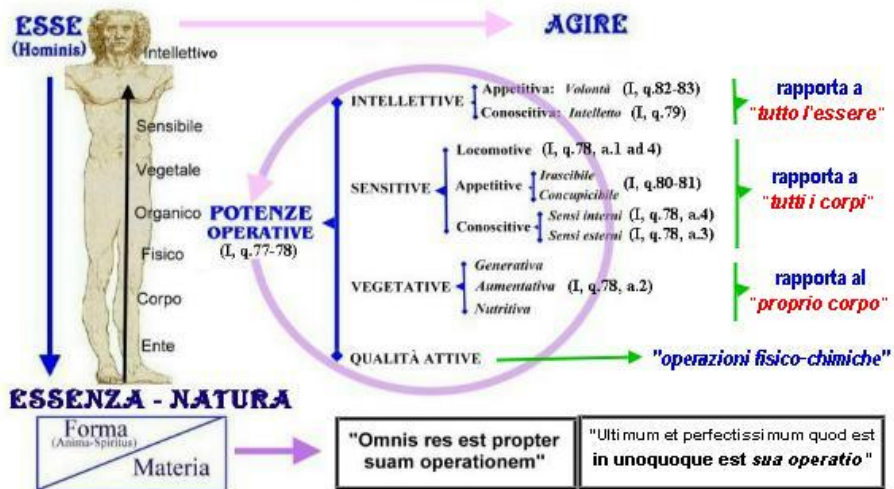 ESSE
(Hominis)
AGIRE
Intellettivo
Sensibile
Vegetale
Organico
Fisico
Corpo
Ente
POTENZE
OPERATIVE
(I, q.77-78)
INTELLETTIVE
Appetitiva: Volontà (I, q.82-83)
Conoscitiva: Intelletto (I, q.79)
rapporta a
"tutto l'essere"
SENSITIVE
Locomotive (I, q.78, a.1 ad 4)
Appetitive
Irascibile
Concupicibile
(I, q.80-81)
Conoscitive
Sensi interni (I, q.78, a.4)
Sensi esterni (I, q.78, a.3)
rapporta a
"tutti i corpi"
VEGETATIVE
Generativa
Aumentativa (I, q.78, a.2)
Nutritiva
rapporta al
"proprio corpo"
QUALITÀ ATTIVE
"operazioni fisico-chimiche"
ESSENZA - NATURA
Forma
(Anima-Spiritus)
Materia
"Omnis res est propter
suam operationem"
"Ultimum et perfectissimum quod est
in unoquoque est sua operatio"